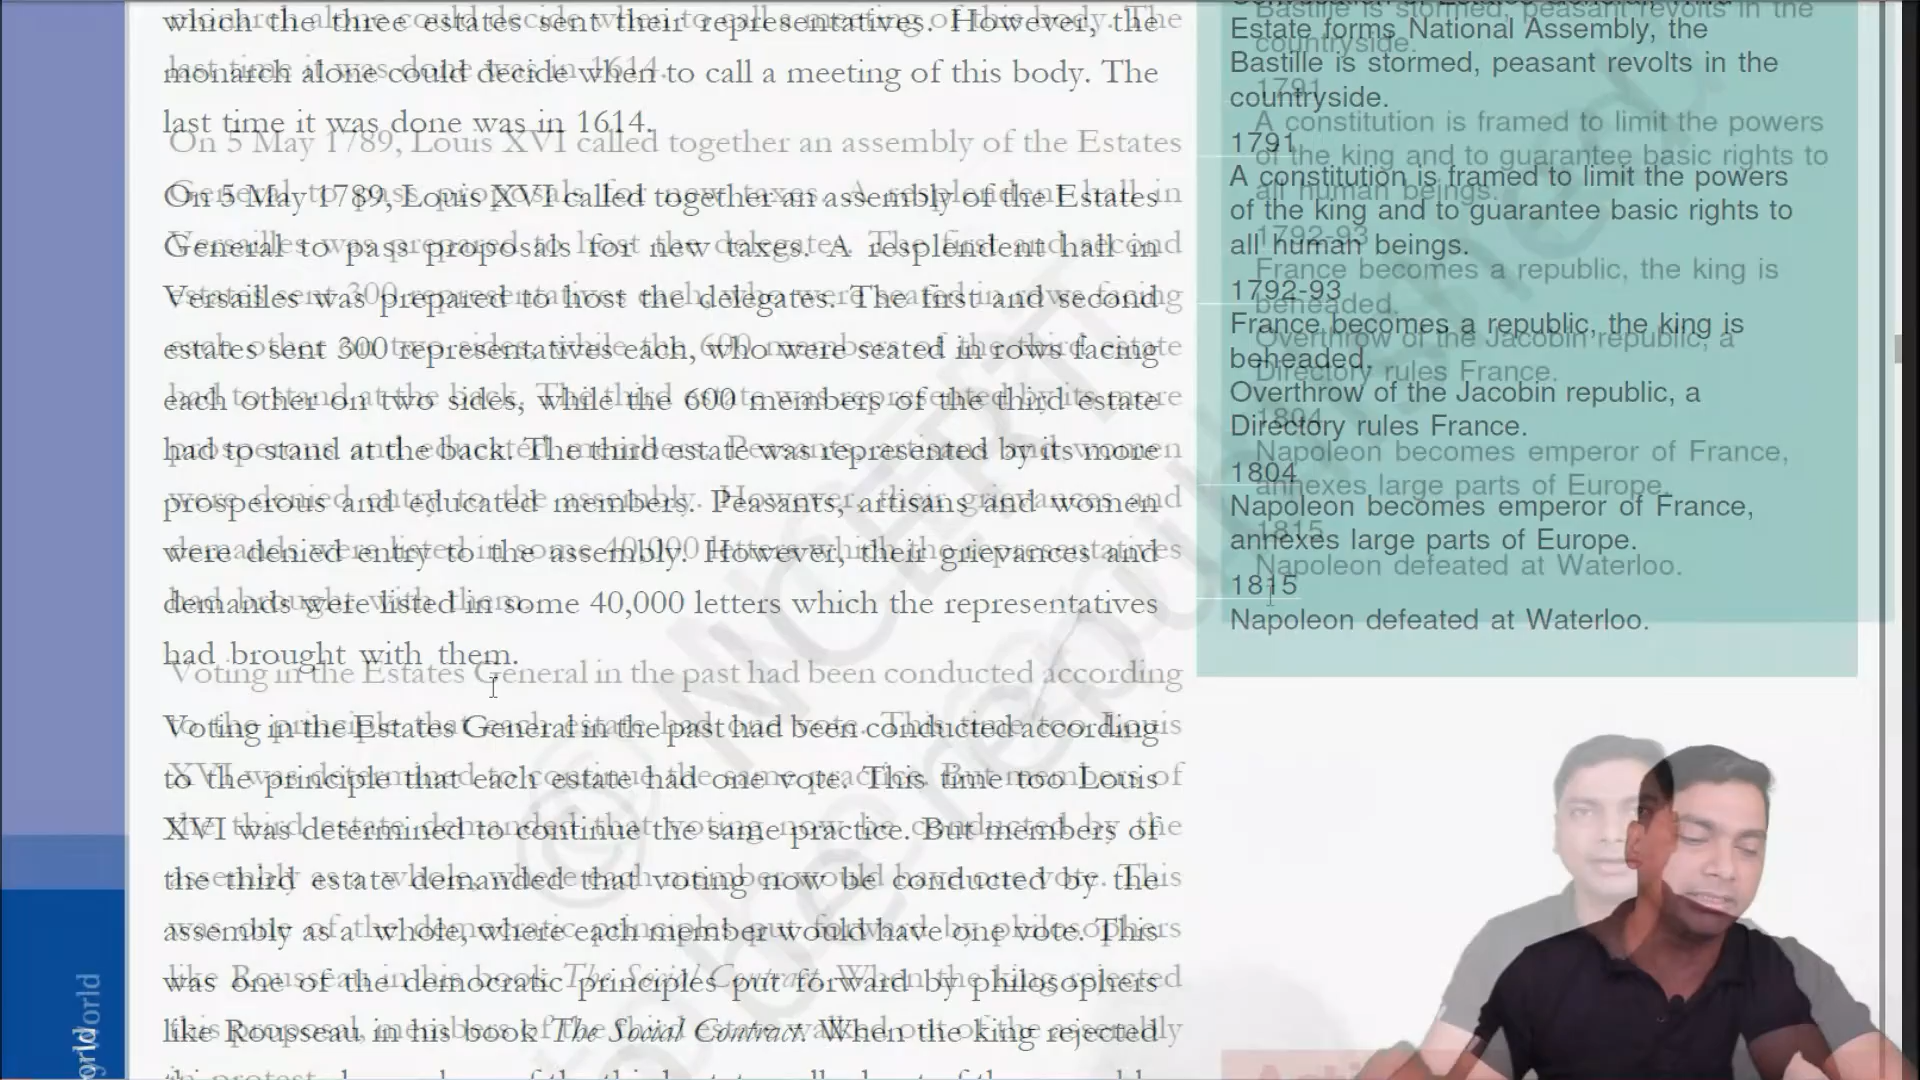 which the three estates sent their representatives. However, the
monarch alone could decide when to call a meeting of this body. The
last time it was done was in 1614.
On 5 May 1789, Louis XVI called together an assembly of the Estates
General to pass proposals for new taxes. A resplendent hall in
Versailles was prepared to host the delegates. The first and second
estates sent 300 representatives each, who were seated in rows facing
each other on two sides, while the 600 members of the third estate
had to stand at the back. The third estate was represented by its more
prosperous and educated members. Peasants, artisans and women
were denied entry to the assembly. However, their grievances and
demands were listed in some 40,000 letters which the representatives
had brought with them.
Voting in the Estates General in the past had been conducted according
to the principle that each estate had one vote. This time too Louis
XVI was determined to continue the same practice. But members of
the third estate demanded that voting now be conducted by the
assembly as a whole, where each member would have one vote. This
was one of the democratic principles put forward by philosophers
like Rousseau in his book The Social Contract. When the king rejected
Estate forms National Assembly, the
Bastille is stormed, peasant revolts in the
countryside.
1791
A constitution is framed to limit the powers
of the king and to guarantee basic rights to
all human beings.
1792-93
France becomes a republic, the king is
beheaded.
Overthrow of the Jacobin republic, a
Directory rules France.
1804
Napoleon becomes emperor of France,
annexes large parts of Europe.
1815
Napoleon defeated at Waterloo.
© NCERT
be republished
World